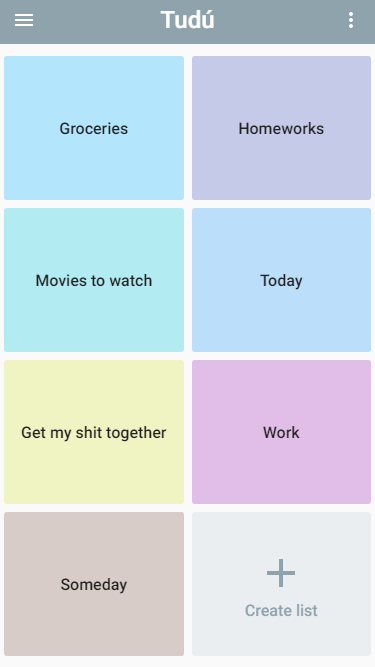 Tudú
Groceries
Homeworks
Movies to watch
Today
Get my shit together
Work
Someday
Create list